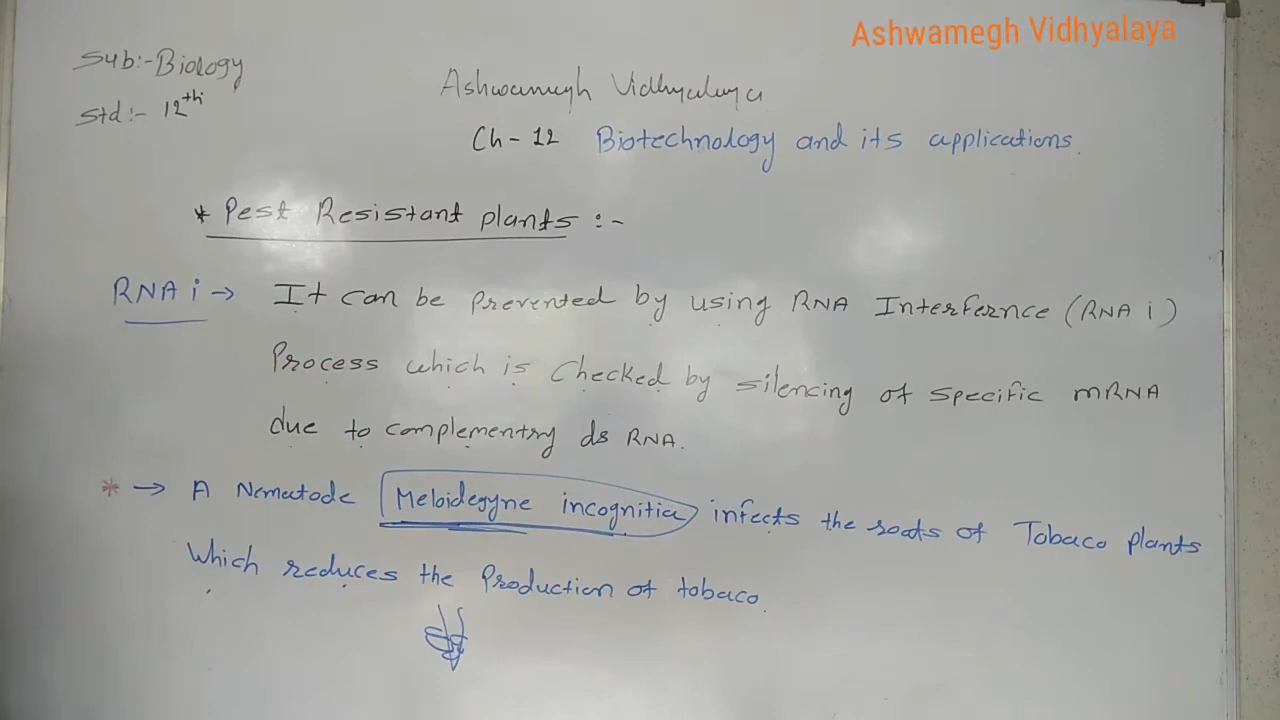 Ashwamegh Vidhyalaya
Sub:- Biology
Std:- 12th
Ashwamegh Vidhyalaya
Ch - 12 Biotechnology and its applications.
* Pest Resistant plants :-
RNA i → It can be prevented by using RNA Interfernce (RNA i)
Process which is checked by silencing of specific mRNA
due to complementry ds RNA.
* → A Nematode Meloidegyne incognitia infects the roots of Tobaco plants
which reduces the production of tobaco.